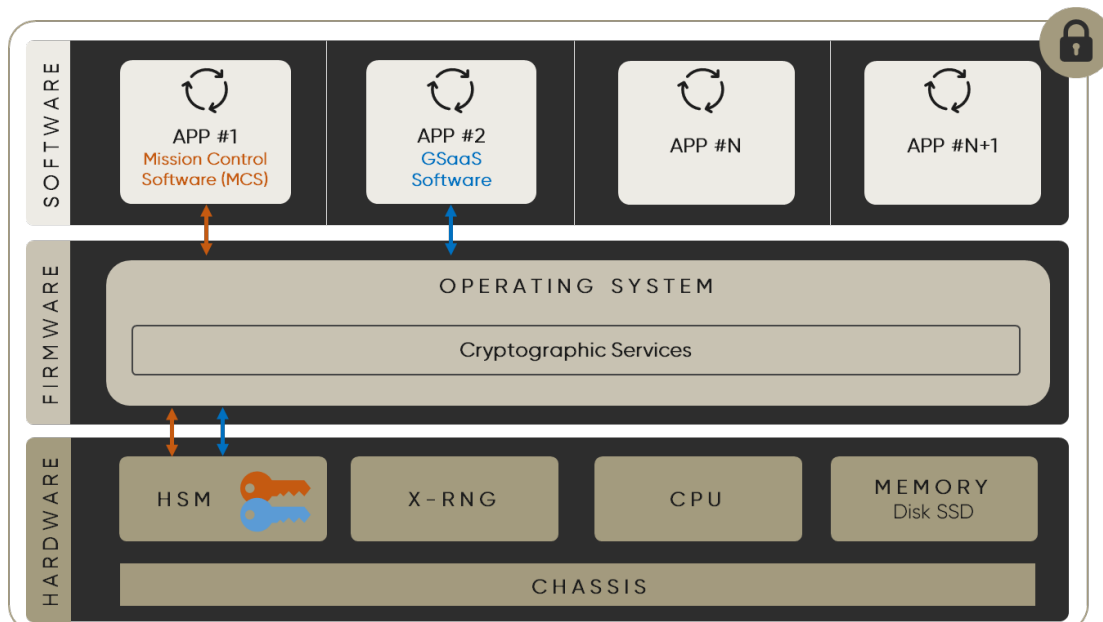 SOFTWARE
APP #1
Mission Control
Software (MCS)
APP #2
GSaaS
Software
APP #N
APP #N+1
FIRMWARE
OPERATING SYSTEM
Cryptographic Services
HARDWARE
HSM
X-RNG
CPU
MEMORY
Disk SSD
CHASSIS